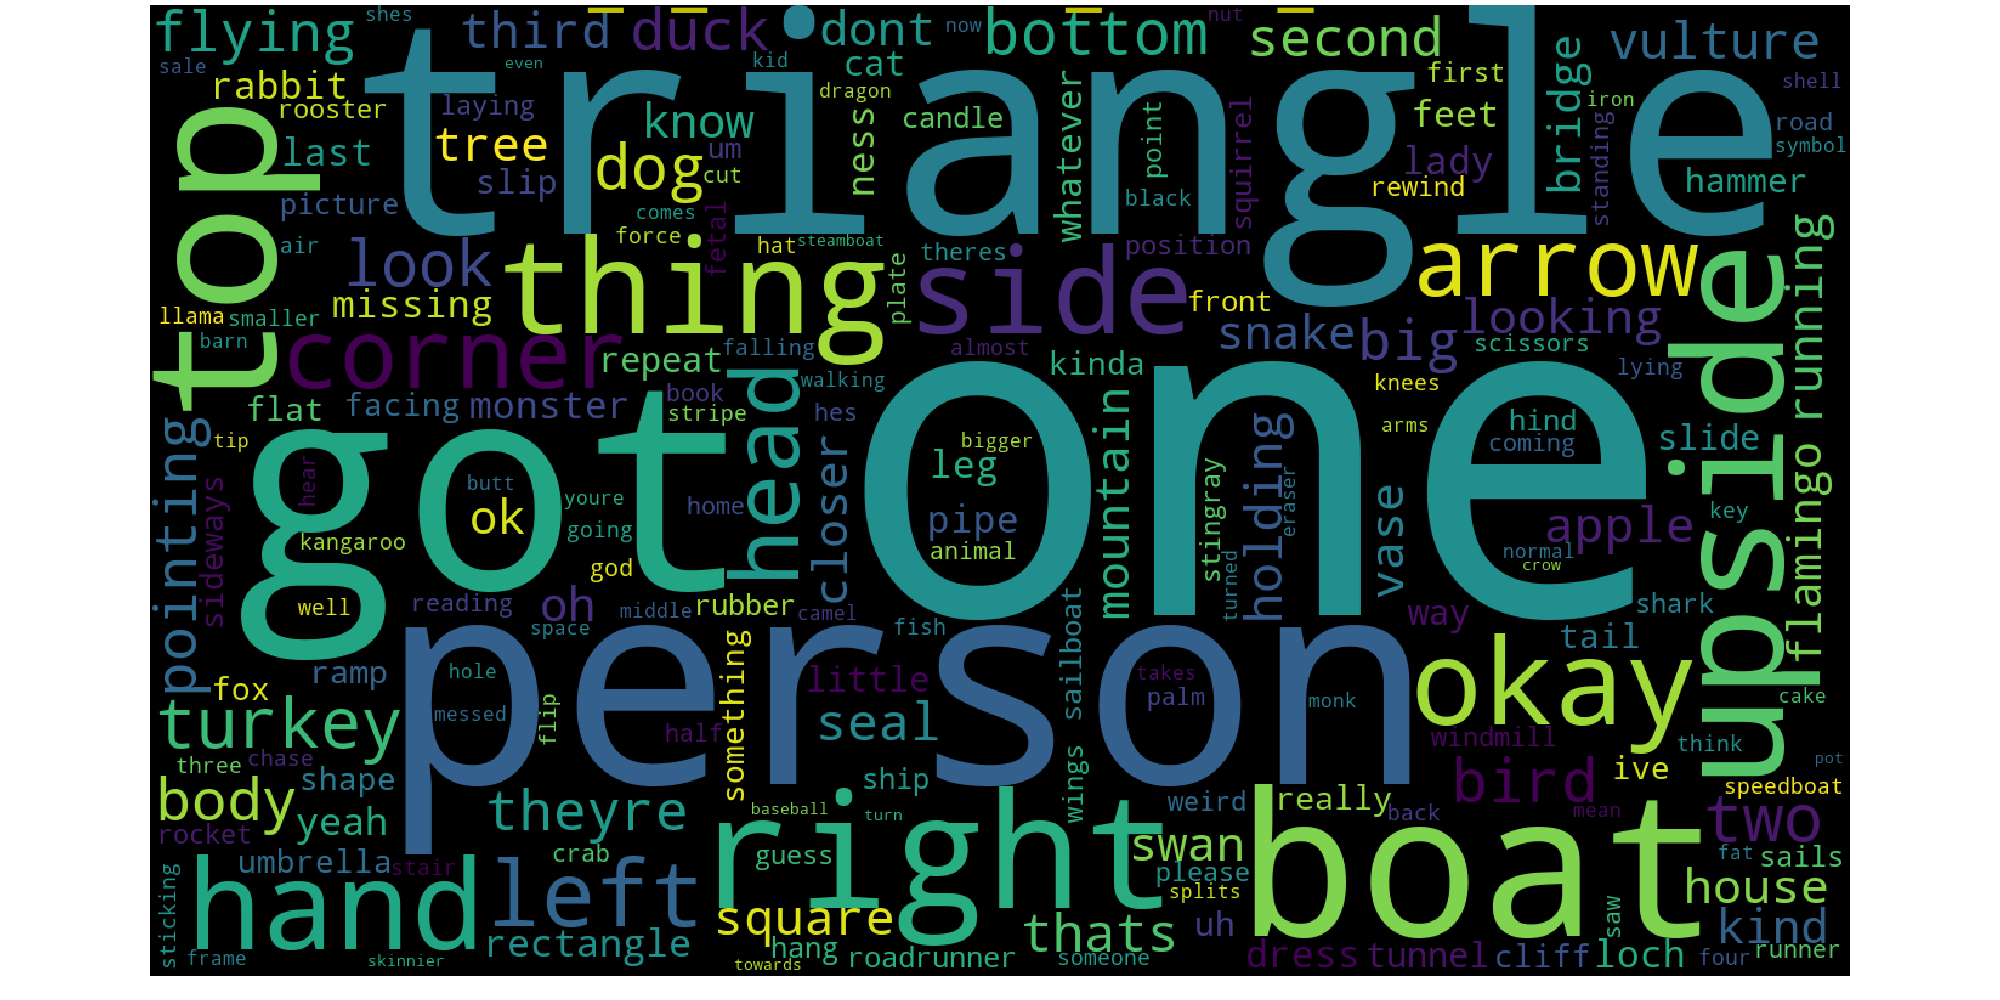 shes
now
nut
flying
third
duck
dont
bottom
second
vulture
sale
even
kid
cat
first
bridge
shell
rabbit
triangle
dragon
feet
iron
rooster
laying
know
candle
squirrel
road
top
last
tree
dog
um
ness
whatever
point
lady
standing
symbol
slip
cut
black
rewind
hammer
picture
comes
air
look
force
fetal
hat
steamboat
theres
position
arrow
thing
side
plate
front
missing
llama
smaller
barn
corner
repeat
falling
almost
snake
big
looking
scissors
upside
running
kinda
walking
knees
lying
flat
facing
monster
book
stripe
head
hes
one
mountain
holding
hind
coming
slide
flamingo
arms
pointing
tip
got
bigger
leg
closer
hear
butt
youre
home
pipe
stingray
eraser
vase
apple
key
sideways
ok
going
kangaroo
animal
normal
crow
god
turned
well
reading
oh
middle
rubber
camel
way
shark
space
person
fish
sailboat
tail
okay
ramp
hole
little
takes
fox
palm
monk
cake
turkey
messed
flip
half
something
seal
windmill
think
chase
three
wings
bird
ive
pot
shape
ship
speedboat
body
theyre
baseball
turn
weird
really
back
mean
two
rocket
yeah
right
boat
umbrella
stair
crab
guess
swan
please
fat
sails
hand
left
splits
house
sticking
square
uh
saw
kind
rectangle
hang
thats
frame
skinnier
towards
roadrunner
someone
dress
tunnel
cliff
loch
four
runner